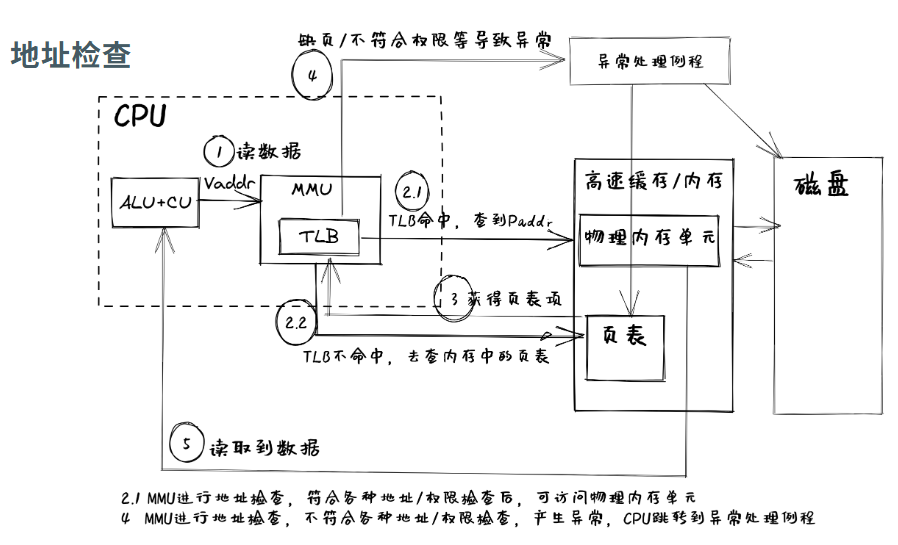 地址检查
缺页/不符合权限等导致异常
4
异常处理例程
CPU
1 读数据
Vaddr
ALU+CU
MMU
TLB
2.1
TLB命中，查到Paddr
高速缓存/内存
物理内存单元
磁盘
3 获得页表项
2.2
TLB不命中，去查内存中的页表
页表
5 读取到数据
2.1 MMU进行地址检查，符合各种地址/权限检查后，可访问物理内存单元
4 MMU进行地址检查，不符合各种地址/权限检查，产生异常，CPU跳转到异常处理例程